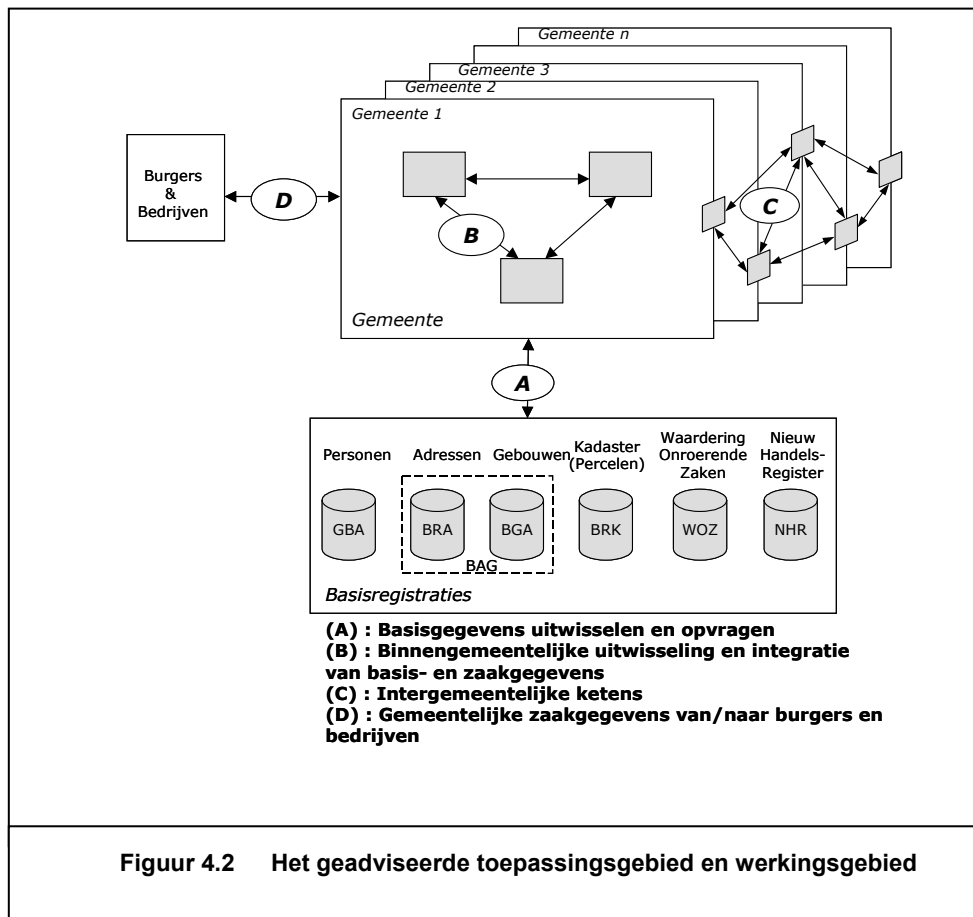 Gemeente n
Gemeente 3
Gemeente 2
Gemeente 1
Burgers
&
Bedrijven
D
B
C
Gemeente
A
Personen
Adressen
Gebouwen
Kadaster
(Percelen)
Waardering
Onroerende
Zaken
Nieuw
Handels-
Register
GBA
BRA
BGA
BRK
WOZ
NHR
BAG
Basisregistraties
(A) : Basisgegevens uitwisselen en opvragen
(B) : Binnengemeentelijke uitwisseling en integratie
van basis- en zaakgegevens
(C) : Intergemeentelijke ketens
(D) : Gemeentelijke zaakgegevens van/naar burgers en
bedrijven
Figuur 4.2 Het geadviseerde toepassingsgebied en werkingsgebied